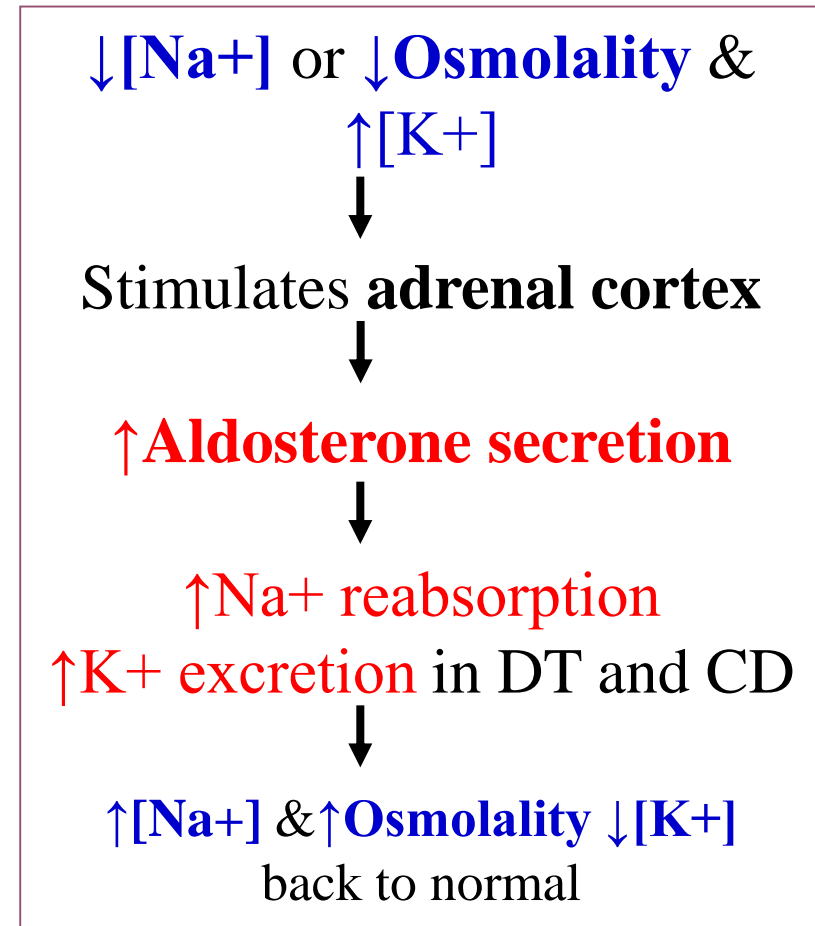 ↓[Na+] or ↓Osmolality &
↑[K+]
Stimulates adrenal cortex
↑Aldosterone secretion
↑Na+ reabsorption
↑K+ excretion in DT and CD
↑[Na+] &↑Osmolality ↓[K+]
back to normal